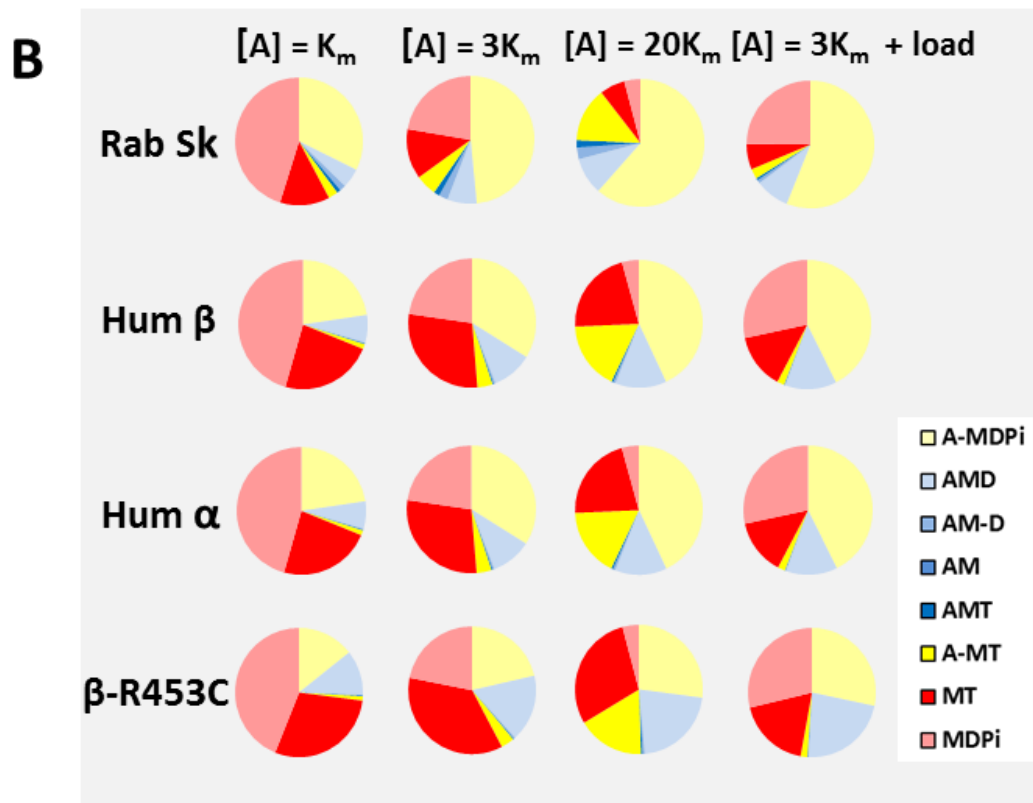 B
[A] = Km [A] = 3Km [A] = 20Km [A] = 3Km + load
Rab Sk
Hum β
Hum α
β-R453C
A-MDPi
AMD
AM-D
AM
AMT
A-MT
MT
MDPi